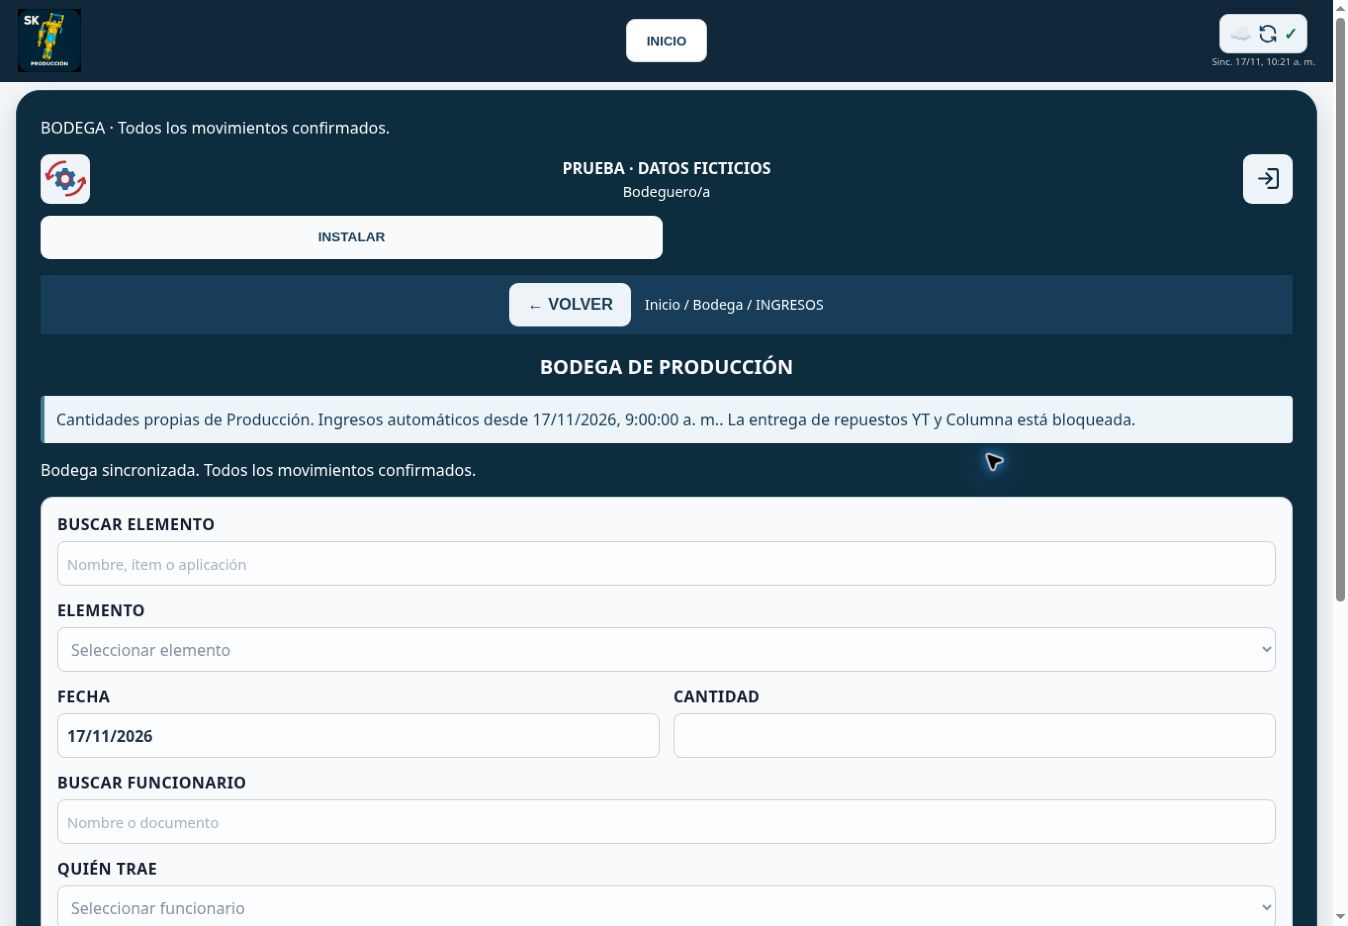 SK
PRODUCCIÓN
INICIO
Sinc. 17/11, 10:21 a. m.
BODEGA · Todos los movimientos confirmados.
PRUEBA · DATOS FICTICIOS
Bodeguero/a
INSTALAR
← VOLVER
Inicio / Bodega / INGRESOS
BODEGA DE PRODUCCIÓN
Cantidades propias de Producción. Ingresos automáticos desde 17/11/2026, 9:00:00 a. m.. La entrega de repuestos YT y Columna está bloqueada.
Bodega sincronizada. Todos los movimientos confirmados.
BUSCAR ELEMENTO
Nombre, ítem o aplicación
ELEMENTO
Seleccionar elemento
FECHA
CANTIDAD
17/11/2026
BUSCAR FUNCIONARIO
Nombre o documento
QUIÉN TRAE
Seleccionar funcionario